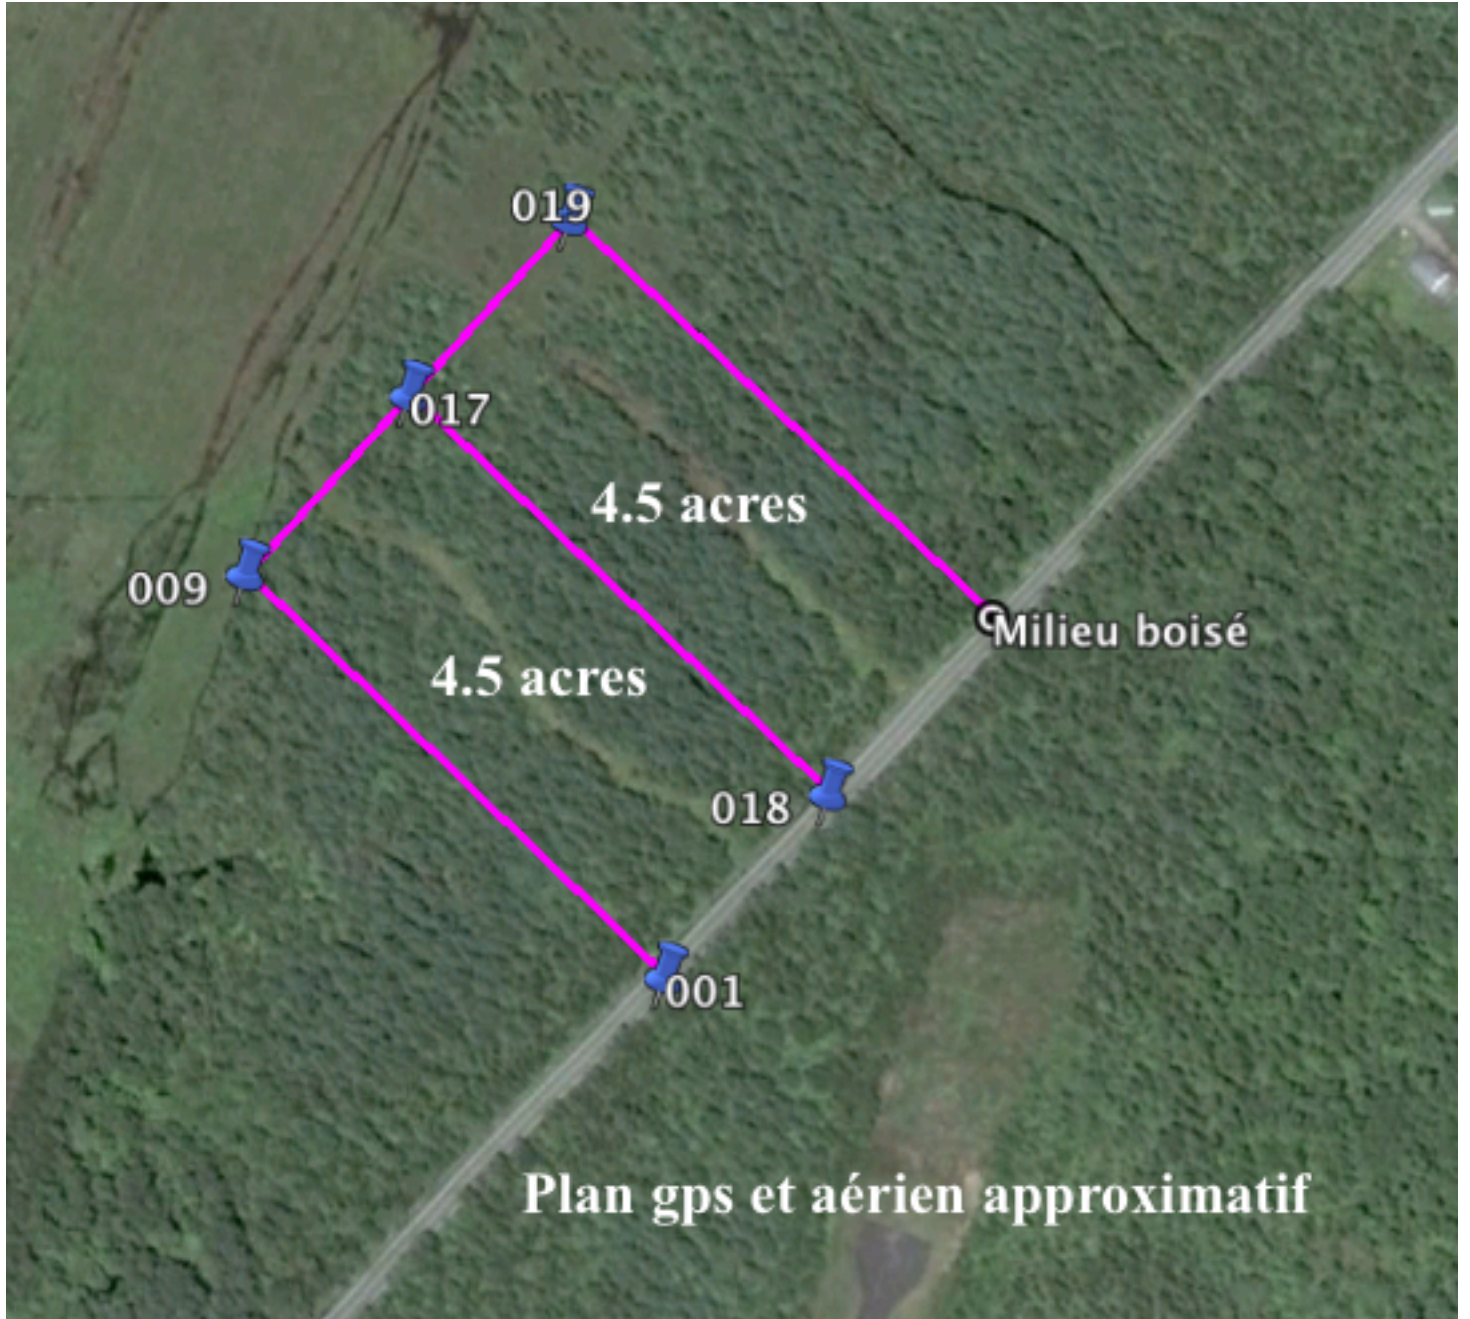 019
017
4.5 acres
009
Milieu boisé
4.5 acres
018
001
Plan gps et aérien approximatif